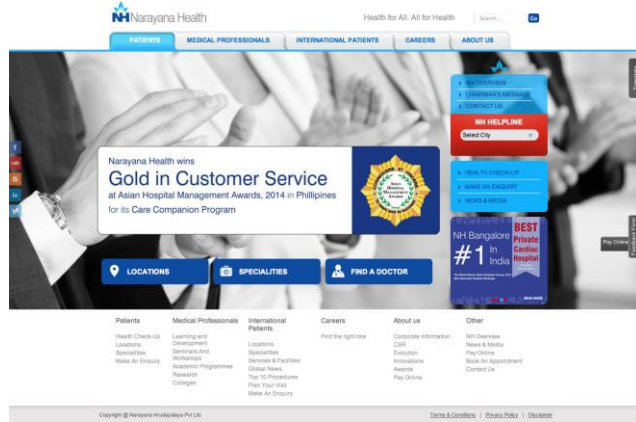 NH Narayana Health
Health for All. All for Health
Search...
Go
PATIENTS
MEDICAL PROFESSIONALS
INTERNATIONAL PATIENTS
CAREERS
ABOUT US
NH OVERVIEW
CHAIRMAN'S MESSAGE
CONTACT US
NH HELPLINE
Select City
HEALTH CHECK-UP
MAKE AN ENQUIRY
NEWS & MEDIA
Narayana Health wins
Gold in Customer Service
at Asian Hospital Management Awards, 2014 in Phillipines
for its Care Companion Program
ASIAN
HOSPITAL
MANAGEMENT
AWARDS
NH Bangalore
#1 In
India
BEST
Private
Cardiac
Hospital
READ MORE
Pay Online
LOCATIONS
SPECIALITIES
FIND A DOCTOR
Patients
Health Check-Up
Locations
Specialities
Make An Enquiry
Medical Professionals
Learning and
Development
Seminars And
Workshops
Academic Programmes
Research
Colleges
International
Patients
Locations
Specialities
Services & Facilities
Global News
Top 10 Procedures
Plan Your Visit
Make An Enquiry
Careers
Find the right role
About us
Corporate Information
CSR
Evolution
Innovations
Awards
Pay Online
Other
NH Overview
News & Media
Pay Online
Book An Appointment
Contact Us
Copyright @ Narayana Hrudayalaya Pvt Ltd.
Terms & Conditions | Privacy Policy | Disclaimer